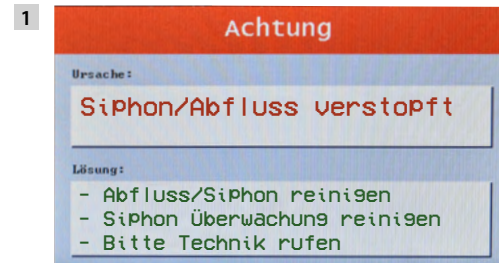 1
Achtung
Ursache:
Siphon/Abfluss verstopft
Lösung:
- Abfluss/Siphon reinigen
- Siphon Überwachung reinigen
- Bitte Technik rufen